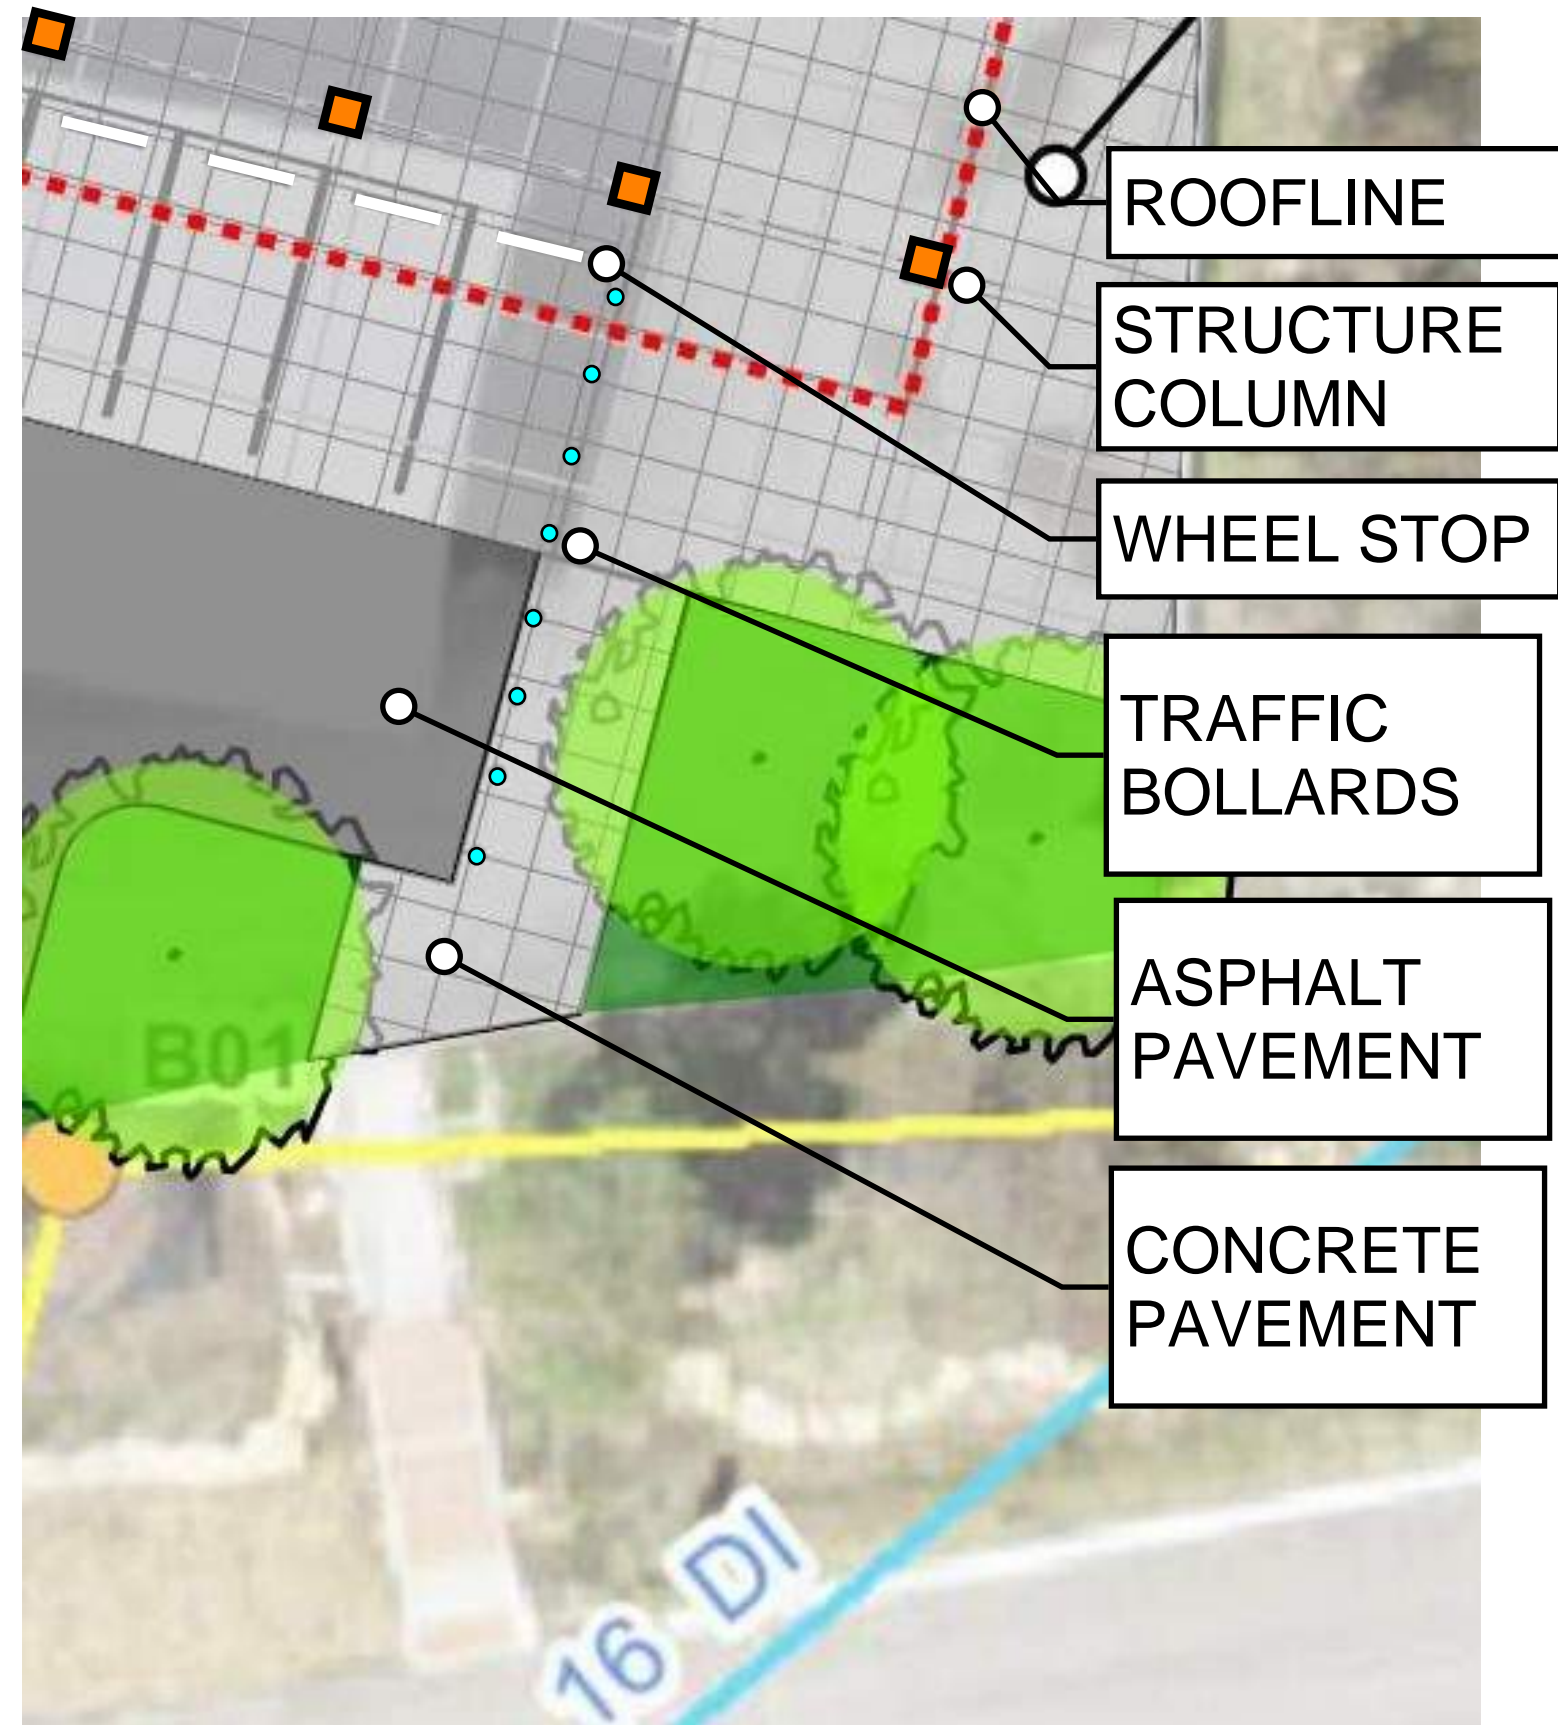 ROOFLINE
STRUCTURE
COLUMN
WHEEL STOP
TRAFFIC
BOLLARDS
ASPHALT
PAVEMENT
B01
CONCRETE
PAVEMENT
16 DI